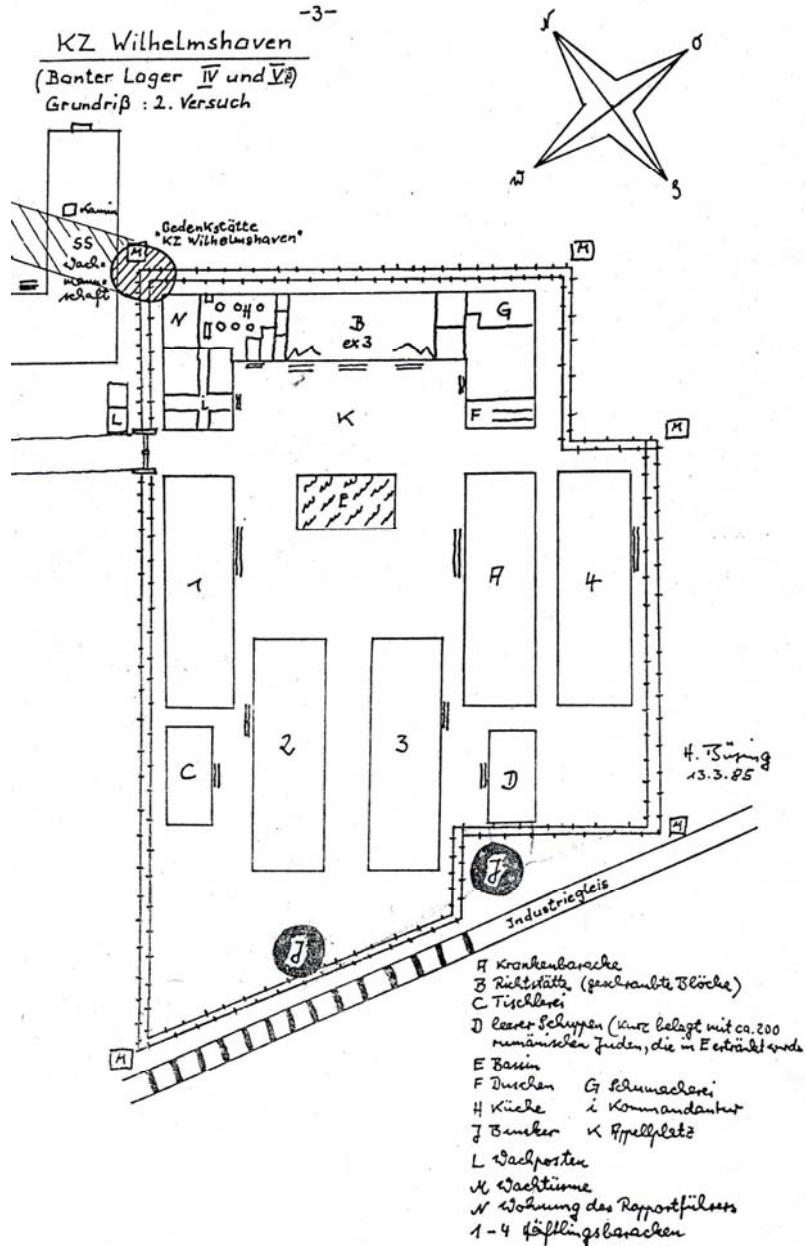 -3-
KZ Wilhelmshaven
(Banter Lager IV und V)
Grundriß : 2. Versuch
N
O
W
S
Kamin
SS
Wach-
mann-
schaft
M
"Gedenkstätte
KZ Wilhelmshaven"
M
N
H
B
ex 3
G
i
L
K
F
M
E
1
A
4
2
3
C
D
H. Büsing
13.3.85
J
M
J
Industriegleis
M
A Krankenbaracke
B Richtstätte (geschraubte Blöcke)
C Tischlerei
D leerer Schuppen (kurz belegt mit ca. 200
rumänischen Juden, die in E ertränkt wurde
E Bassin
F Duschen G Schumacherei
H Küche i Kommandantur
J Bunker K Appellplatz
L Wachposten
M Wachtürme
N Wohnung des Rapportführers
1-4 Häftlingsbaracken